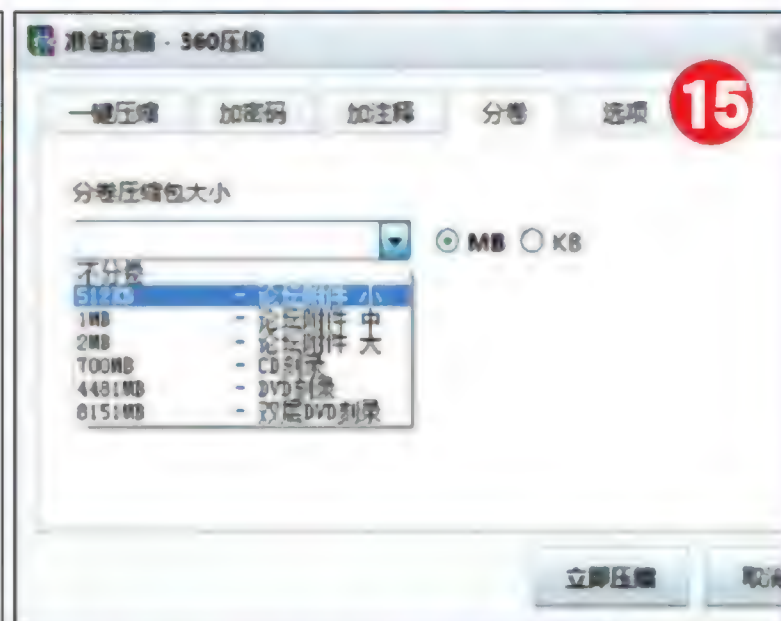 准备压缩 - 360压缩
15
一键压缩 加密码 加注释 分卷 选项
分卷压缩包大小
MB KB
不分卷
512KB - 论坛附件 小
1MB - 论坛附件 中
2MB - 论坛附件 大
700MB - CD刻录
4481MB - DVD刻录
8151MB - 双层DVD刻录
立即压缩 取消